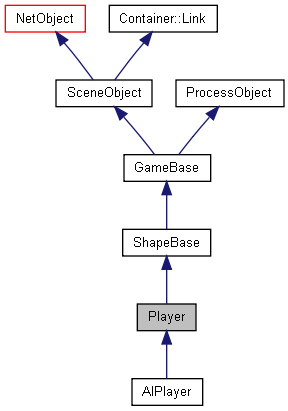 NetObject
Container::Link
SceneObject
ProcessObject
GameBase
ShapeBase
Player
AIPlayer